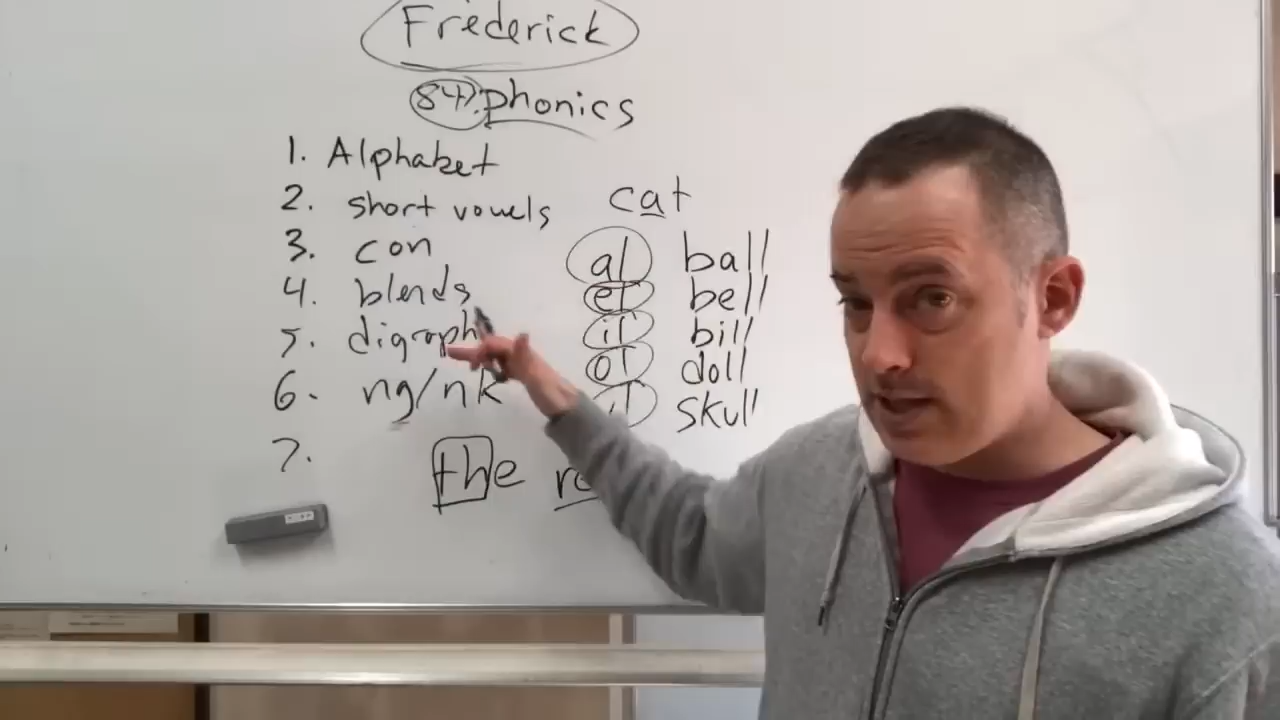 Frederick
84% phonics
1. Alphabet
2. short vowels cat
3. con al ball
4. blends el bell
5. digraph il bill
6. ng/nk ol doll
skull
7. the